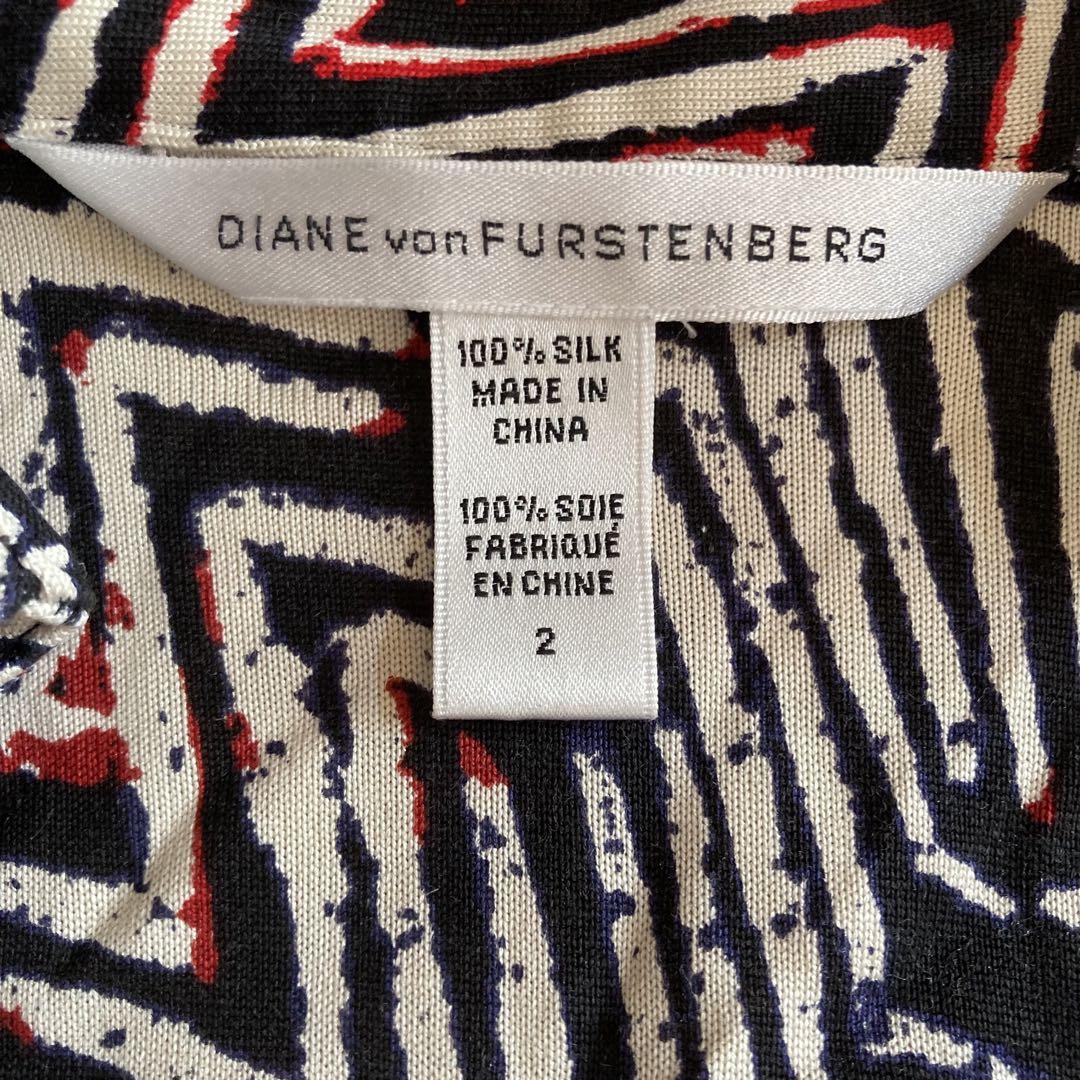 DIANE von FURSTENBERG
100% SILK
MADE IN
CHINA
100% SOIE
FABRIQUÉ
EN CHINE
2